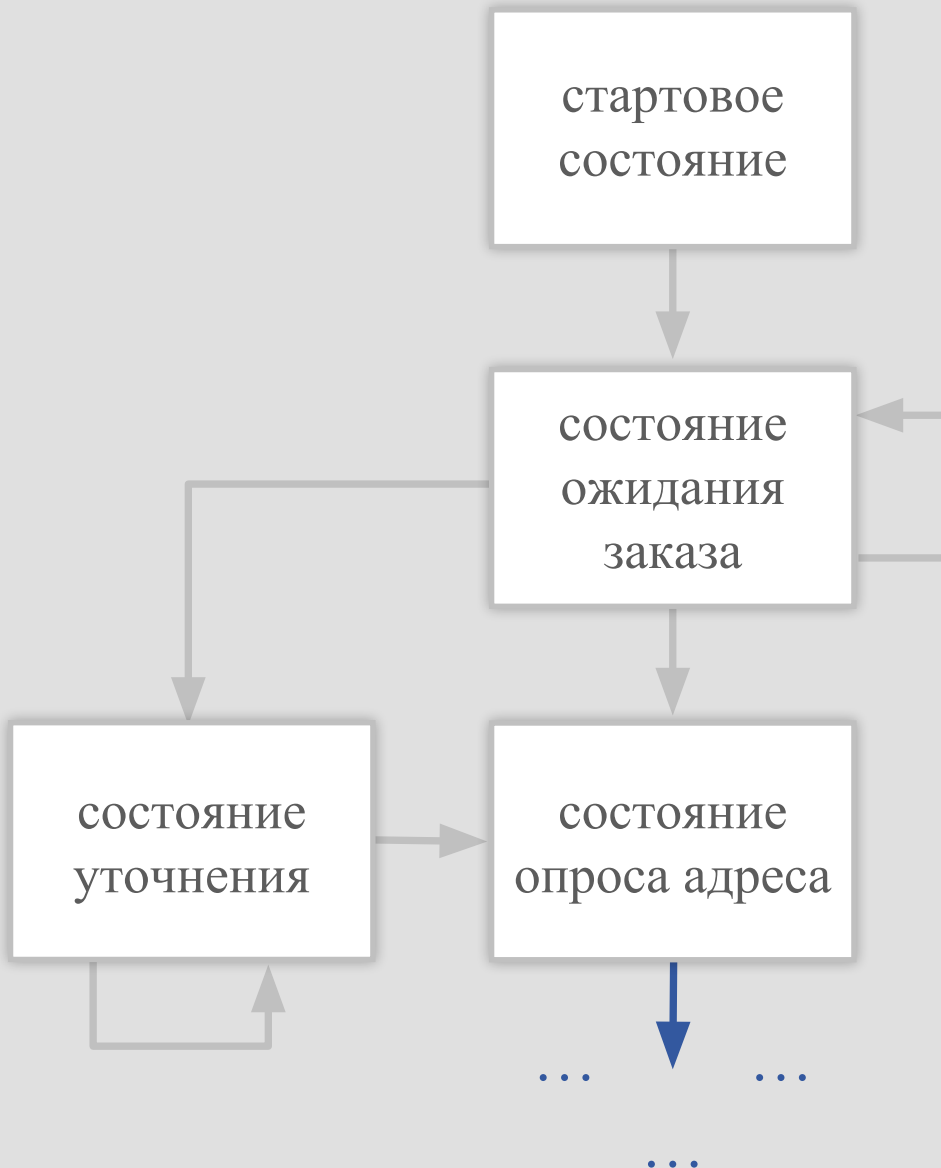 стартовое
состояние
состояние
ожидания
заказа
состояние
уточнения
состояние
опроса адреса
... ...
...